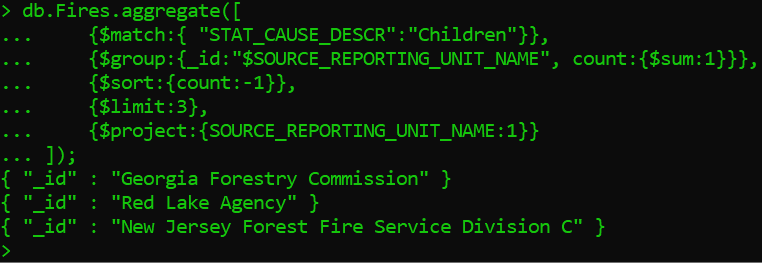 > db.Fires.aggregate([
...     {$match:{ "STAT_CAUSE_DESCR":"Children"}},
...     {$group:{_id:"$SOURCE_REPORTING_UNIT_NAME", count:{$sum:1}}},
...     {$sort:{count:-1}},
...     {$limit:3},
...     {$project:{SOURCE_REPORTING_UNIT_NAME:1}}
... ]);
{ "_id" : "Georgia Forestry Commission" }
{ "_id" : "Red Lake Agency" }
{ "_id" : "New Jersey Forest Fire Service Division C" }
>